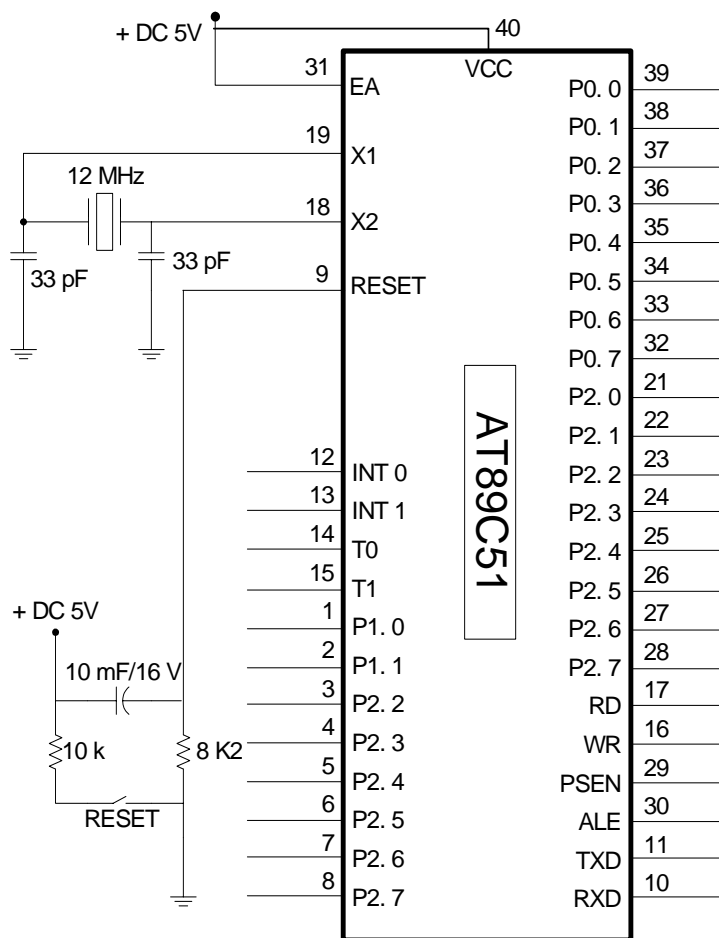 + DC 5V
40
VCC
31
EA
19
X1
12 MHz
18
X2
33 pF
33 pF
9
RESET
12
INT 0
13
INT 1
14
T0
15
T1
+ DC 5V
1
P1. 0
2
P1. 1
10 mF/16 V
3
P2. 2
4
P2. 3
10 k
8 K2
5
P2. 4
RESET
6
P2. 5
7
P2. 6
8
P2. 7
AT89C51
P0. 0
39
P0. 1
38
P0. 2
37
P0. 3
36
P0. 4
35
P0. 5
34
P0. 6
33
P0. 7
32
P2. 0
21
P2. 1
22
P2. 2
23
P2. 3
24
P2. 4
25
P2. 5
26
P2. 6
27
P2. 7
28
RD
17
WR
16
PSEN
29
ALE
30
TXD
11
RXD
10